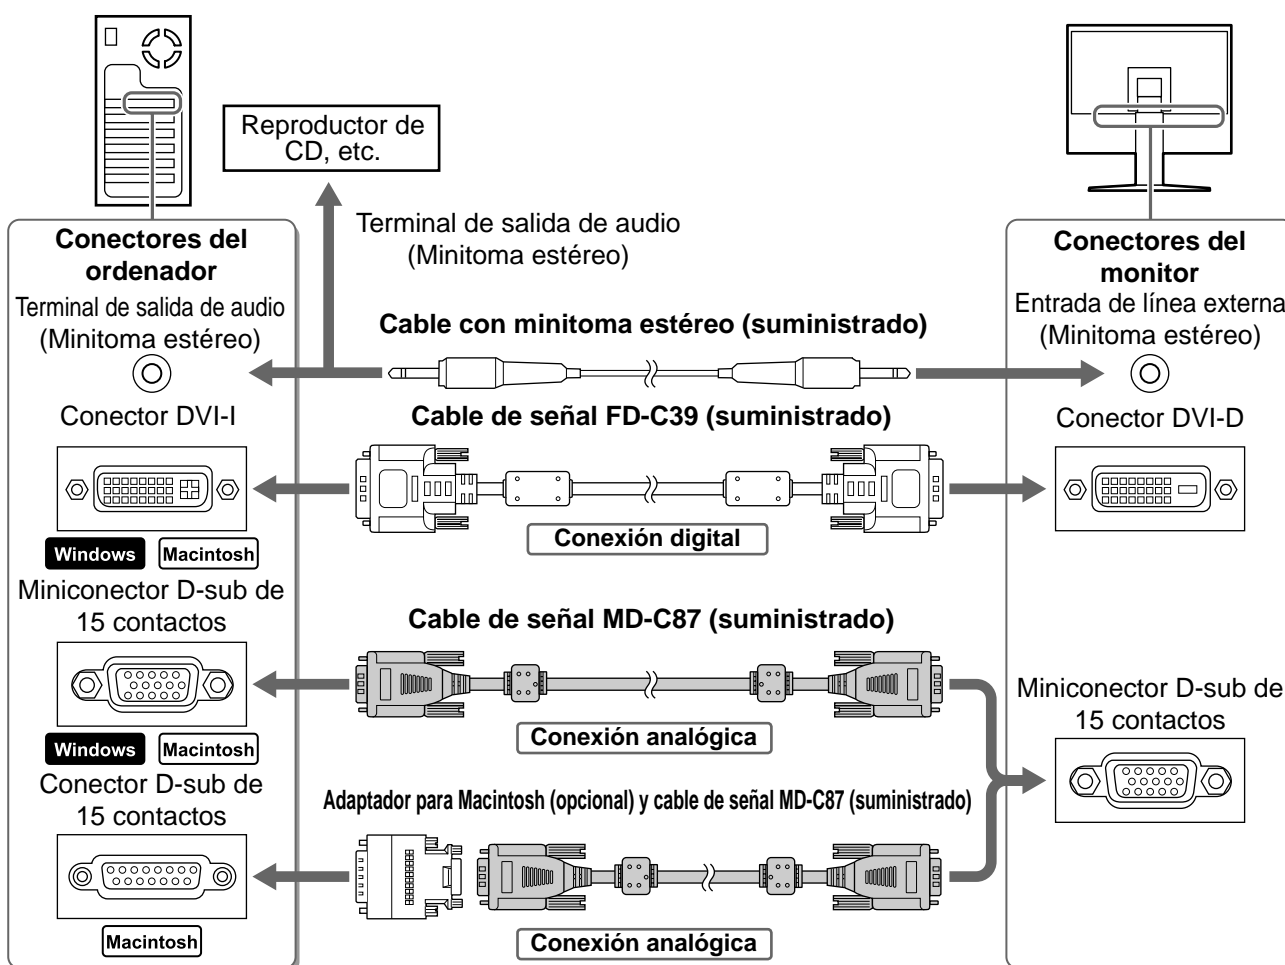 Reproductor de
CD, etc.
Terminal de salida de audio
(Minitoma estéreo)
Conectores del
ordenador
Terminal de salida de audio
(Minitoma estéreo)
Conector DVI-I
Windows Macintosh
Miniconector D-sub de
15 contactos
Windows Macintosh
Conector D-sub de
15 contactos
Macintosh
Cable con minitoma estéreo (suministrado)
Cable de señal FD-C39 (suministrado)
Conexión digital
Cable de señal MD-C87 (suministrado)
Conexión analógica
Adaptador para Macintosh (opcional) y cable de señal MD-C87 (suministrado)
Conexión analógica
Conectores del
monitor
Entrada de línea externa
(Minitoma estéreo)
Conector DVI-D
Miniconector D-sub de
15 contactos